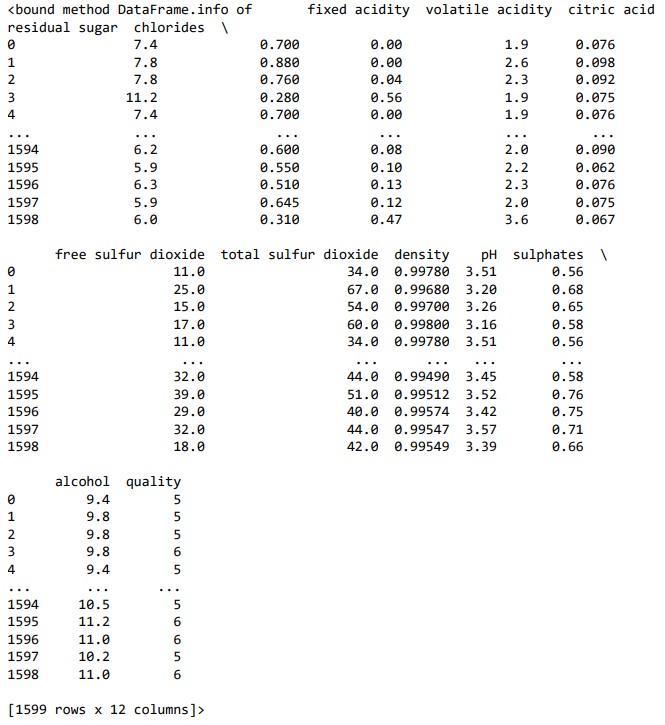 <bound method DataFrame.info of       fixed acidity  volatile acidity  citric acid
residual sugar  chlorides  \
0               7.4             0.700         0.00             1.9      0.076
1               7.8             0.880         0.00             2.6      0.098
2               7.8             0.760         0.04             2.3      0.092
3              11.2             0.280         0.56             1.9      0.075
4               7.4             0.700         0.00             1.9      0.076
...             ...               ...          ...             ...        ...
1594            6.2             0.600         0.08             2.0      0.090
1595            5.9             0.550         0.10             2.2      0.062
1596            6.3             0.510         0.13             2.3      0.076
1597            5.9             0.645         0.12             2.0      0.075
1598            6.0             0.310         0.47             3.6      0.067

      free sulfur dioxide  total sulfur dioxide  density    pH  sulphates  \
0                    11.0                  34.0  0.99780  3.51       0.56
1                    25.0                  67.0  0.99680  3.20       0.68
2                    15.0                  54.0  0.99700  3.26       0.65
3                    17.0                  60.0  0.99800  3.16       0.58
4                    11.0                  34.0  0.99780  3.51       0.56
...                   ...                   ...      ...   ...        ...
1594                 32.0                  44.0  0.99490  3.45       0.58
1595                 39.0                  51.0  0.99512  3.52       0.76
1596                 29.0                  40.0  0.99574  3.42       0.75
1597                 32.0                  44.0  0.99547  3.57       0.71
1598                 18.0                  42.0  0.99549  3.39       0.66

      alcohol  quality
0         9.4        5
1         9.8        5
2         9.8        5
3         9.8        6
4         9.4        5
...       ...      ...
1594     10.5        5
1595     11.2        6
1596     11.0        6
1597     10.2        5
1598     11.0        6

[1599 rows x 12 columns]>